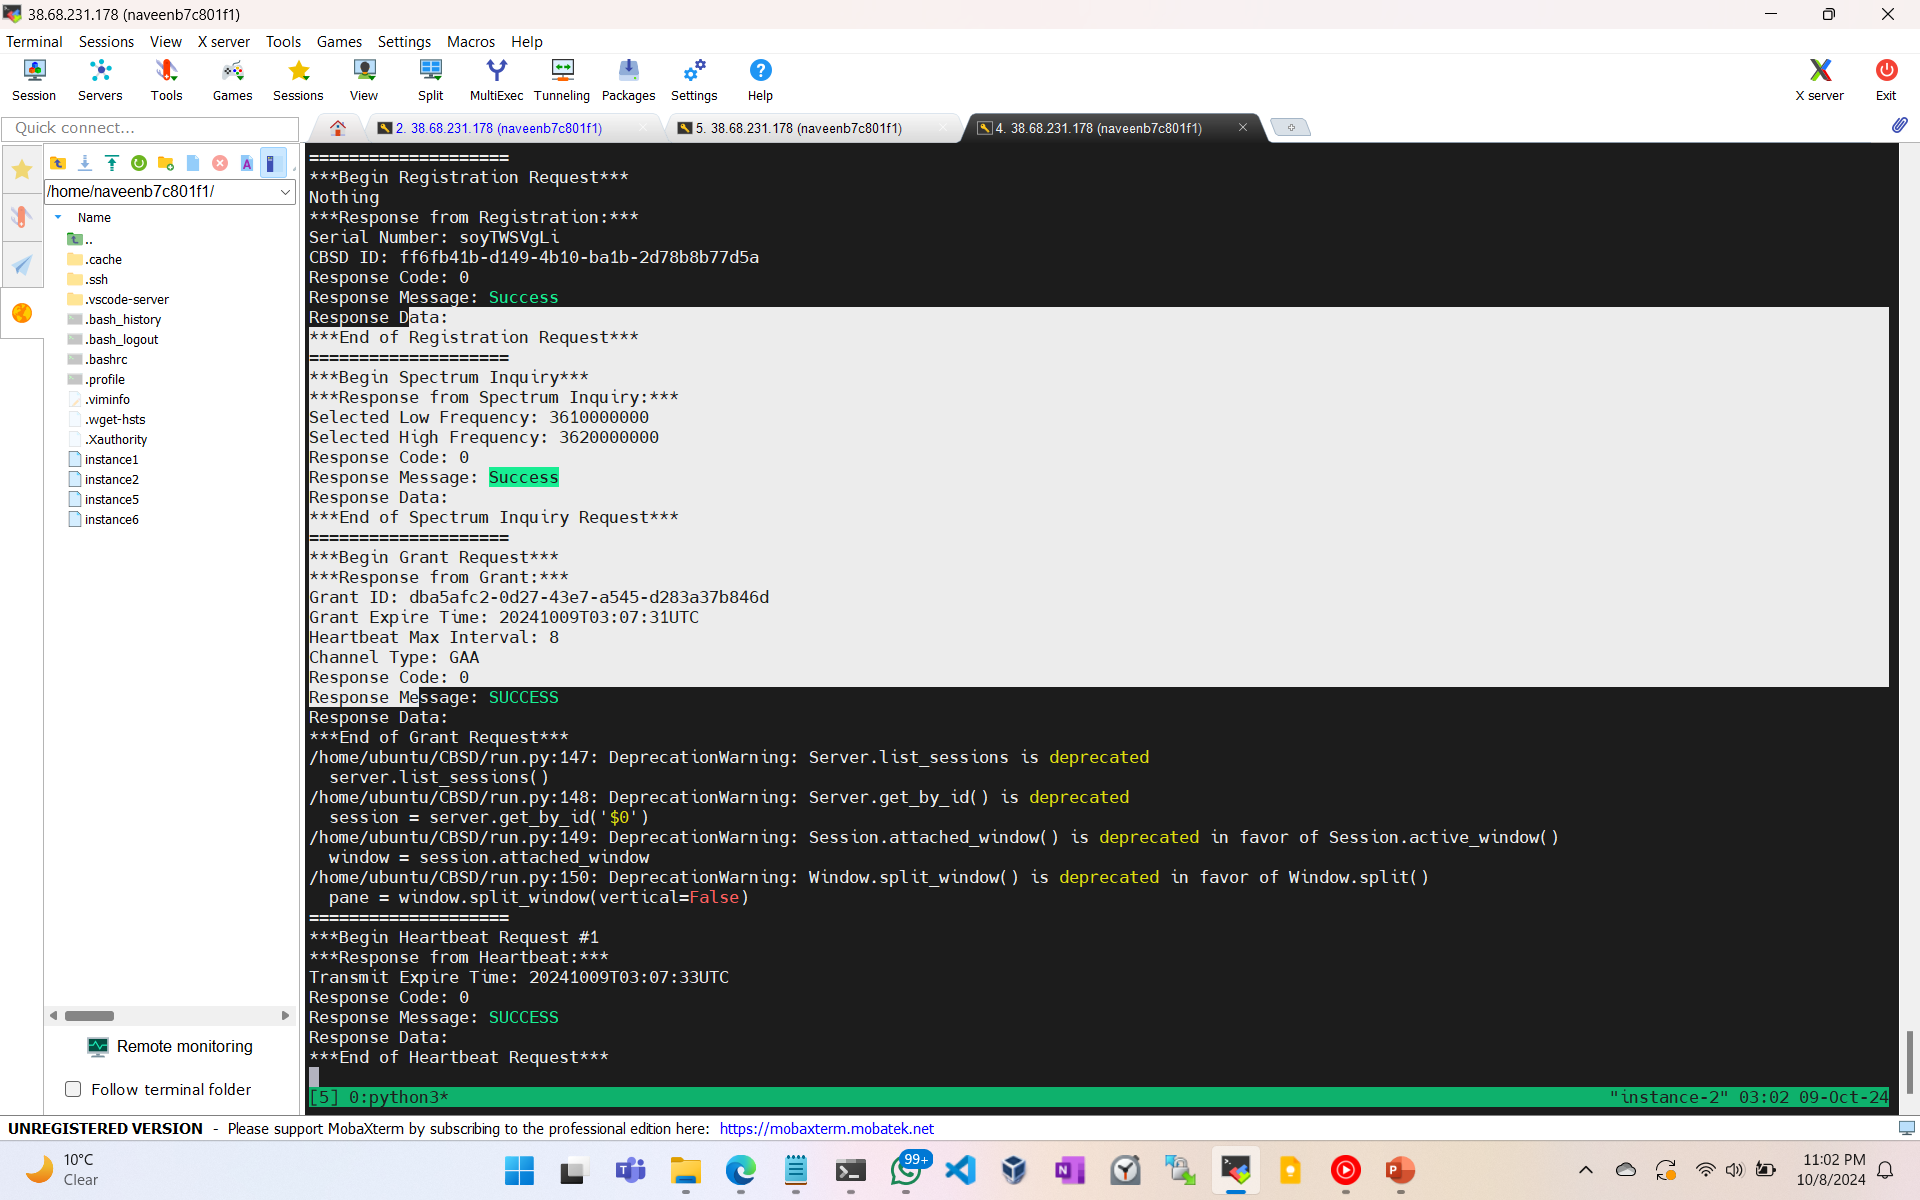 38.68.231.178 (naveenb7c801f1)
Terminal Sessions View X server Tools Games Settings Macros Help
Session Servers Tools Games Sessions View Split MultiExec Tunneling Packages Settings Help X server Exit
Quick connect...
2. 38.68.231.178 (naveenb7c801f1)
5. 38.68.231.178 (naveenb7c801f1)
4. 38.68.231.178 (naveenb7c801f1)
/home/naveenb7c801f1/
Name
..
.cache
.ssh
.vscode-server
.bash_history
.bash_logout
.bashrc
.profile
.viminfo
.wget-hsts
.Xauthority
instance1
instance2
instance5
instance6
Remote monitoring
Follow terminal folder
====================
***Begin Registration Request***
Nothing
***Response from Registration:***
Serial Number: soyTWSVgLi
CBSD ID: ff6fb41b-d149-4b10-ba1b-2d78b8b77d5a
Response Code: 0
Response Message: Success
Response Data:
***End of Registration Request***
====================
***Begin Spectrum Inquiry***
***Response from Spectrum Inquiry:***
Selected Low Frequency: 3610000000
Selected High Frequency: 3620000000
Response Code: 0
Response Message: Success
Response Data:
***End of Spectrum Inquiry Request***
====================
***Begin Grant Request***
***Response from Grant:***
Grant ID: dba5afc2-0d27-43e7-a545-d283a37b846d
Grant Expire Time: 20241009T03:07:31UTC
Heartbeat Max Interval: 8
Channel Type: GAA
Response Code: 0
Response Message: SUCCESS
Response Data:
***End of Grant Request***
/home/ubuntu/CBSD/run.py:147: DeprecationWarning: Server.list_sessions is deprecated
server.list_sessions()
/home/ubuntu/CBSD/run.py:148: DeprecationWarning: Server.get_by_id() is deprecated
session = server.get_by_id('$0')
/home/ubuntu/CBSD/run.py:149: DeprecationWarning: Session.attached_window() is deprecated in favor of Session.active_window()
window = session.attached_window
/home/ubuntu/CBSD/run.py:150: DeprecationWarning: Window.split_window() is deprecated in favor of Window.split()
pane = window.split_window(vertical=False)
====================
***Begin Heartbeat Request #1
***Response from Heartbeat:***
Transmit Expire Time: 20241009T03:07:33UTC
Response Code: 0
Response Message: SUCCESS
Response Data:
***End of Heartbeat Request***
[5] 0:python3* "instance-2" 03:02 09-Oct-24
UNREGISTERED VERSION - Please support MobaXterm by subscribing to the professional edition here: https://mobaxterm.mobatek.net
10°C
Clear
99+
11:02 PM
10/8/2024